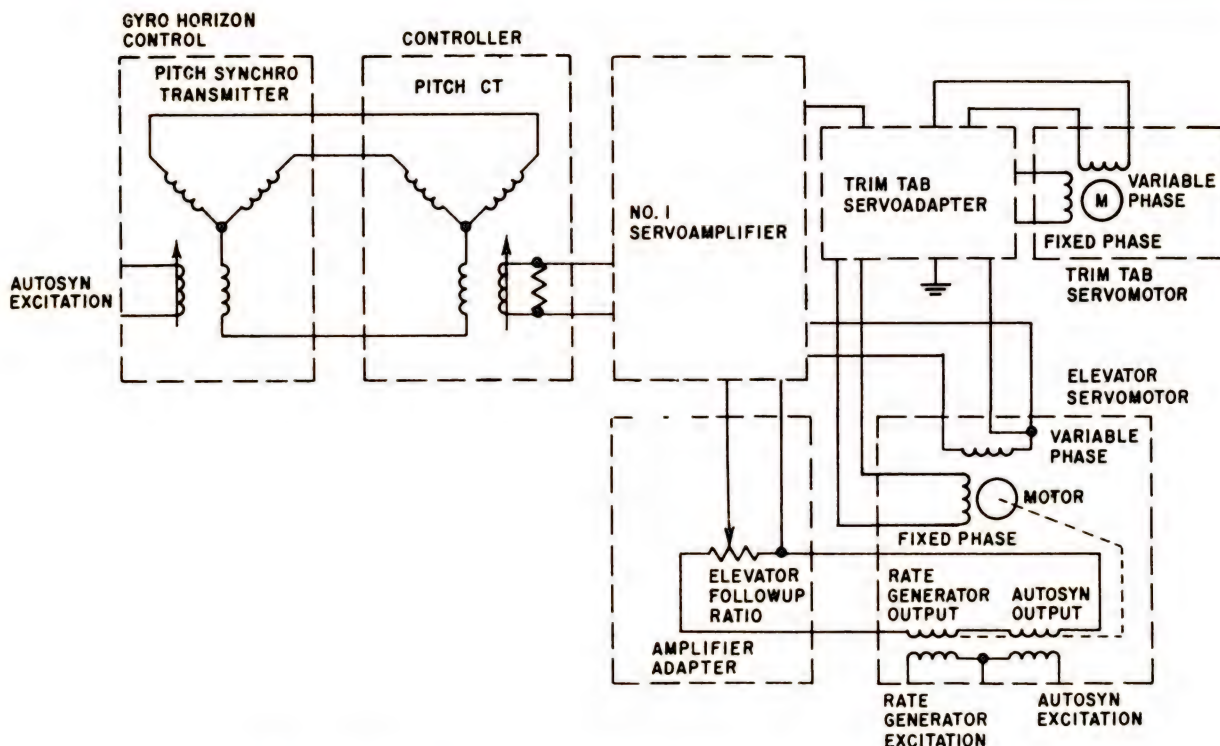 GYRO HORIZON
CONTROL
PITCH SYNCHRO
TRANSMITTER
CONTROLLER
PITCH CT
AUTOSYN
EXCITATION
NO. I
SERVOAMPLIFIER
TRIM TAB
SERVOADAPTER
M
VARIABLE
PHASE
FIXED PHASE
TRIM TAB
SERVOMOTOR
ELEVATOR
SERVOMOTOR
VARIABLE
PHASE
MOTOR
FIXED PHASE
ELEVATOR
FOLLOWUP
RATIO
AMPLIFIER
ADAPTER
RATE
GENERATOR
OUTPUT
AUTOSYN
OUTPUT
RATE
GENERATOR
EXCITATION
AUTOSYN
EXCITATION